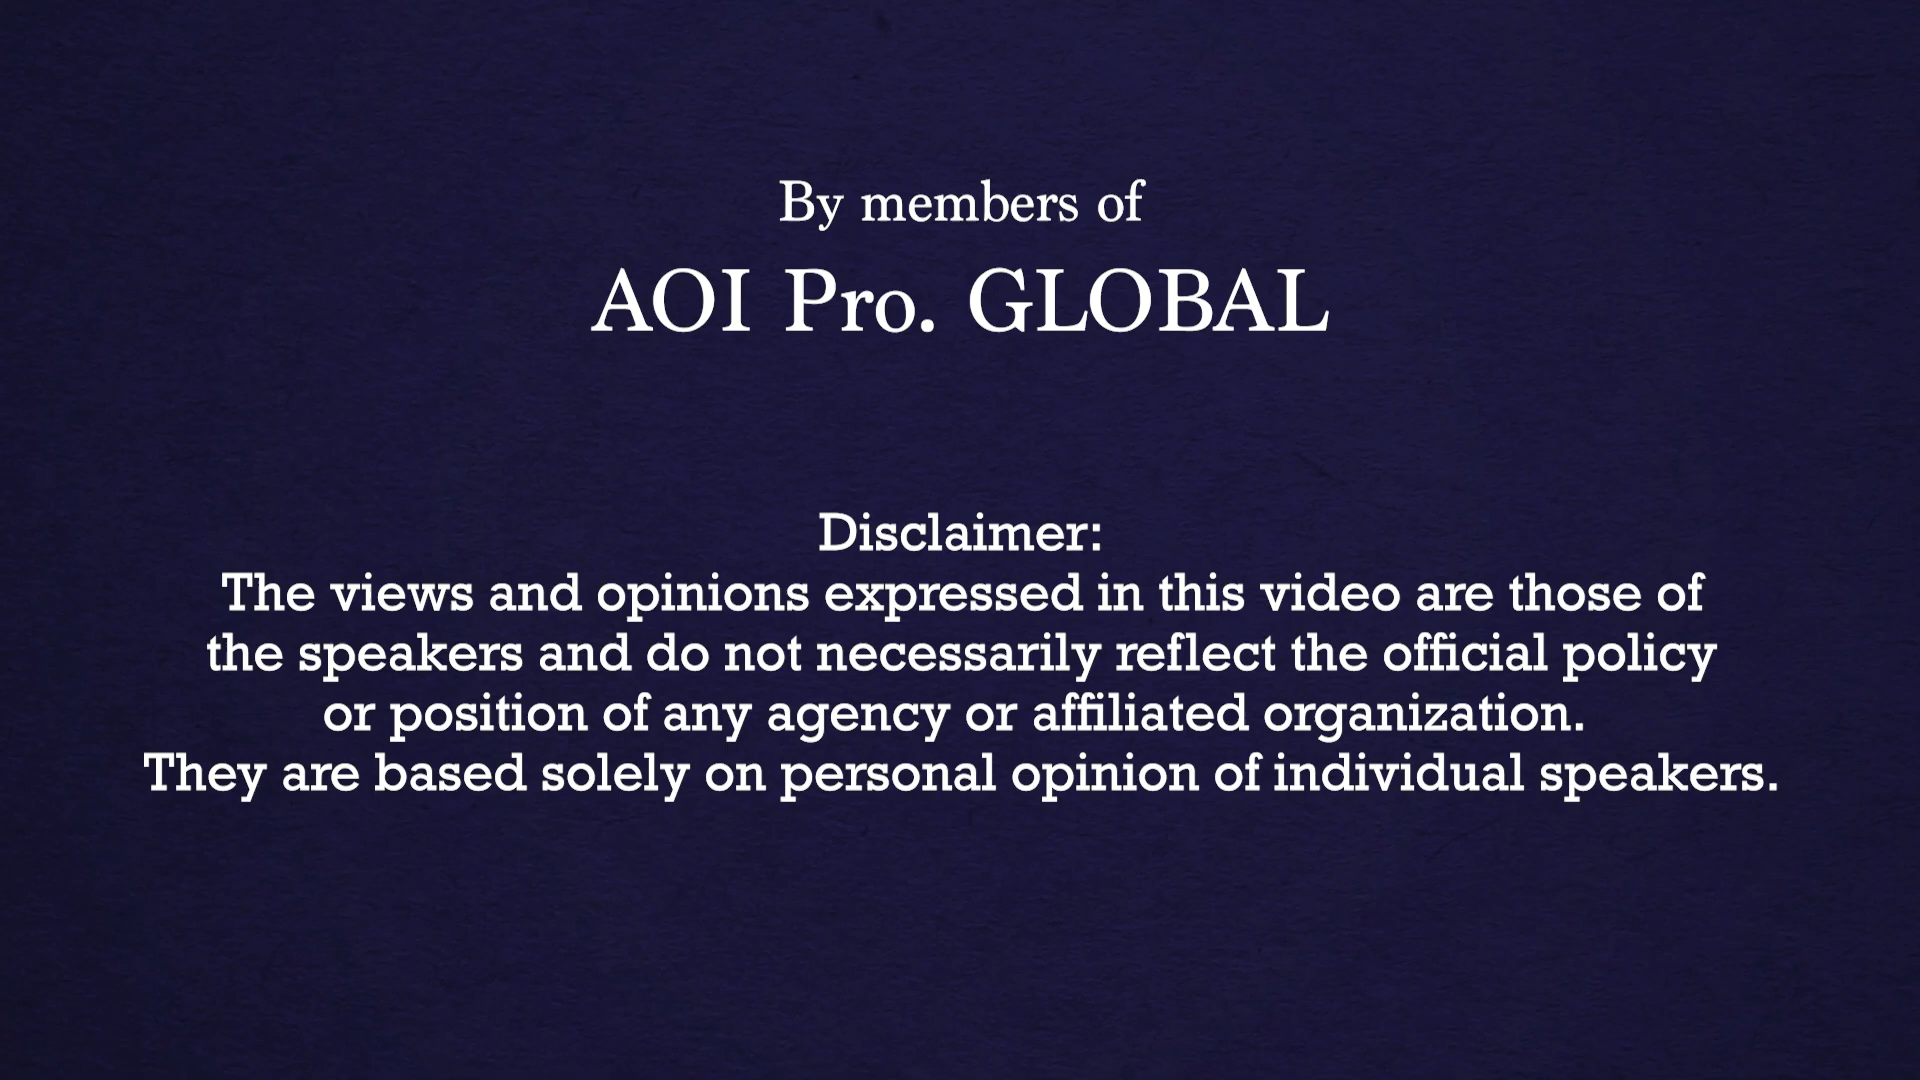 By members of
AOI Pro. GLOBAL
Disclaimer:
The views and opinions expressed in this video are those of
the speakers and do not necessarily reflect the official policy
or position of any agency or affiliated organization.
They are based solely on personal opinion of individual speakers.